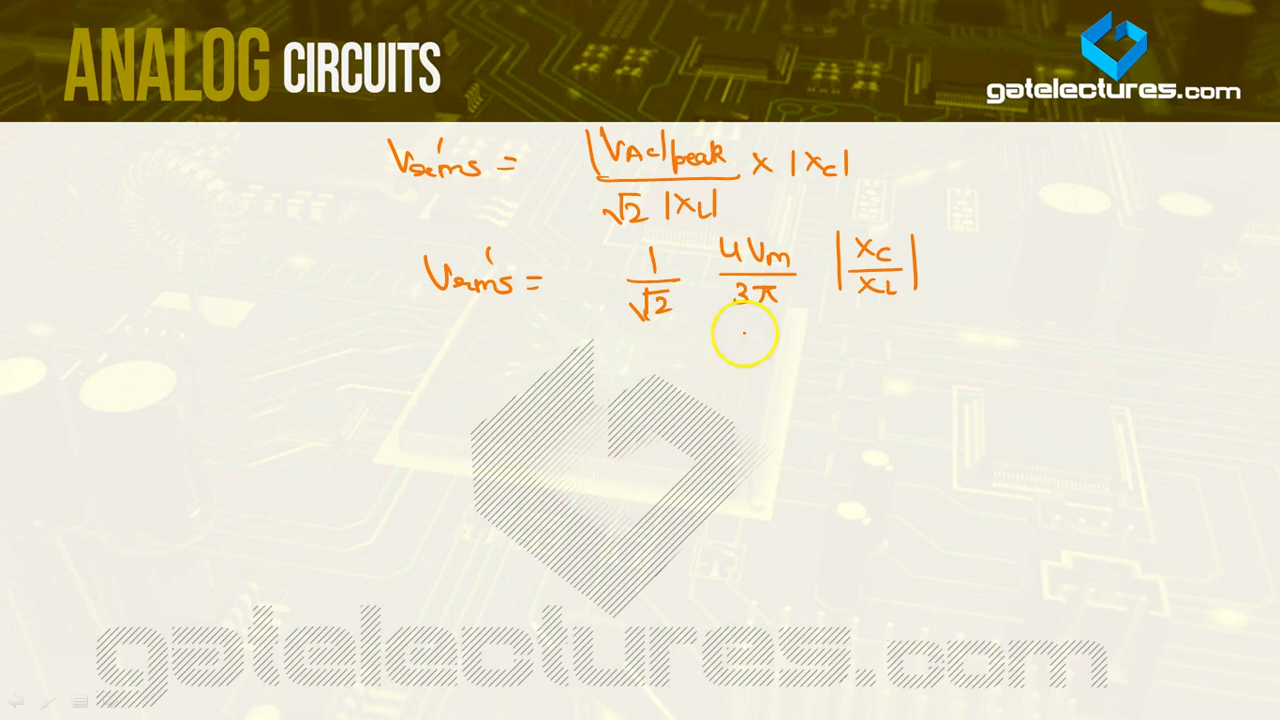 ANALOG CIRCUITS
gatelectures.com
V'rms = |VAC|peak / √2 |XL| × |XC|
V'rms = 1/√2 4Vm/3π |XC/XL|
gatelectures.com